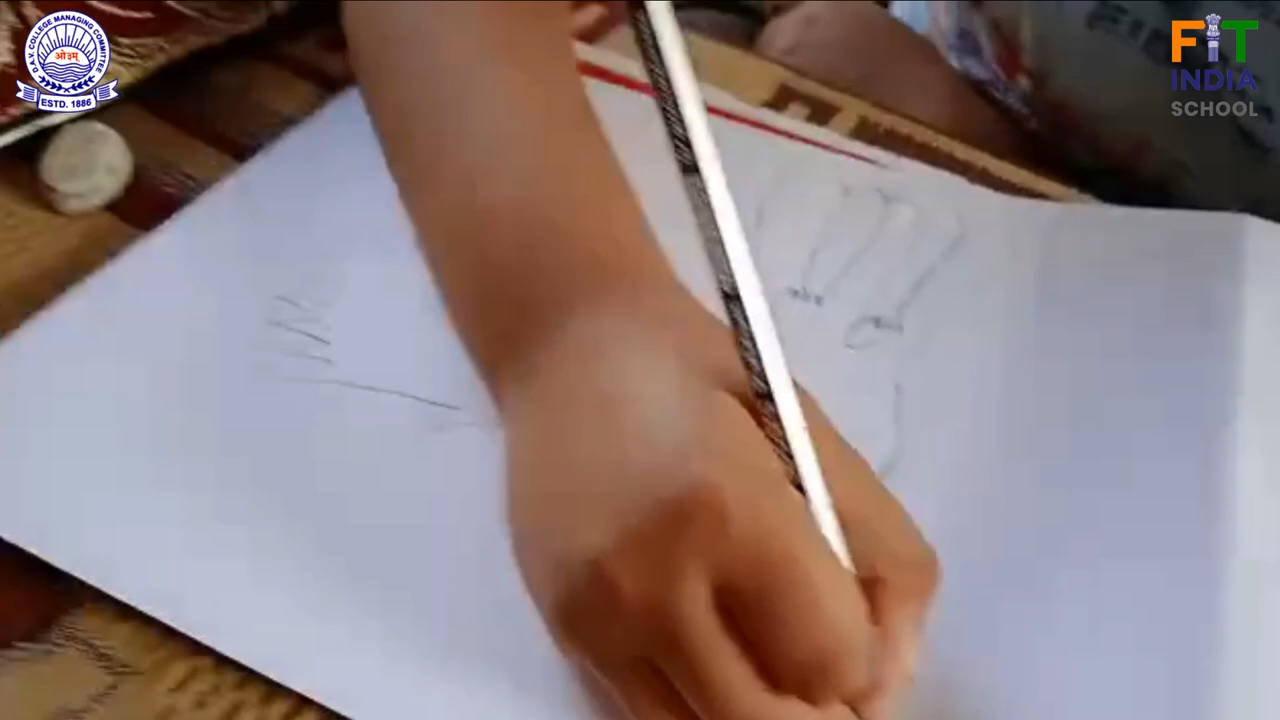 D.A.V. COLLEGE MANAGING COMMITTEE
ओ३म्
ESTD. 1886
FIT
INDIA
SCHOOL